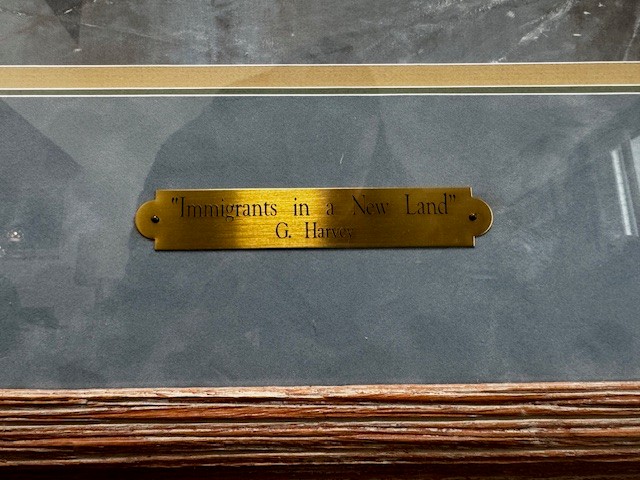 "Immigrants in a New Land"
G. Harvey